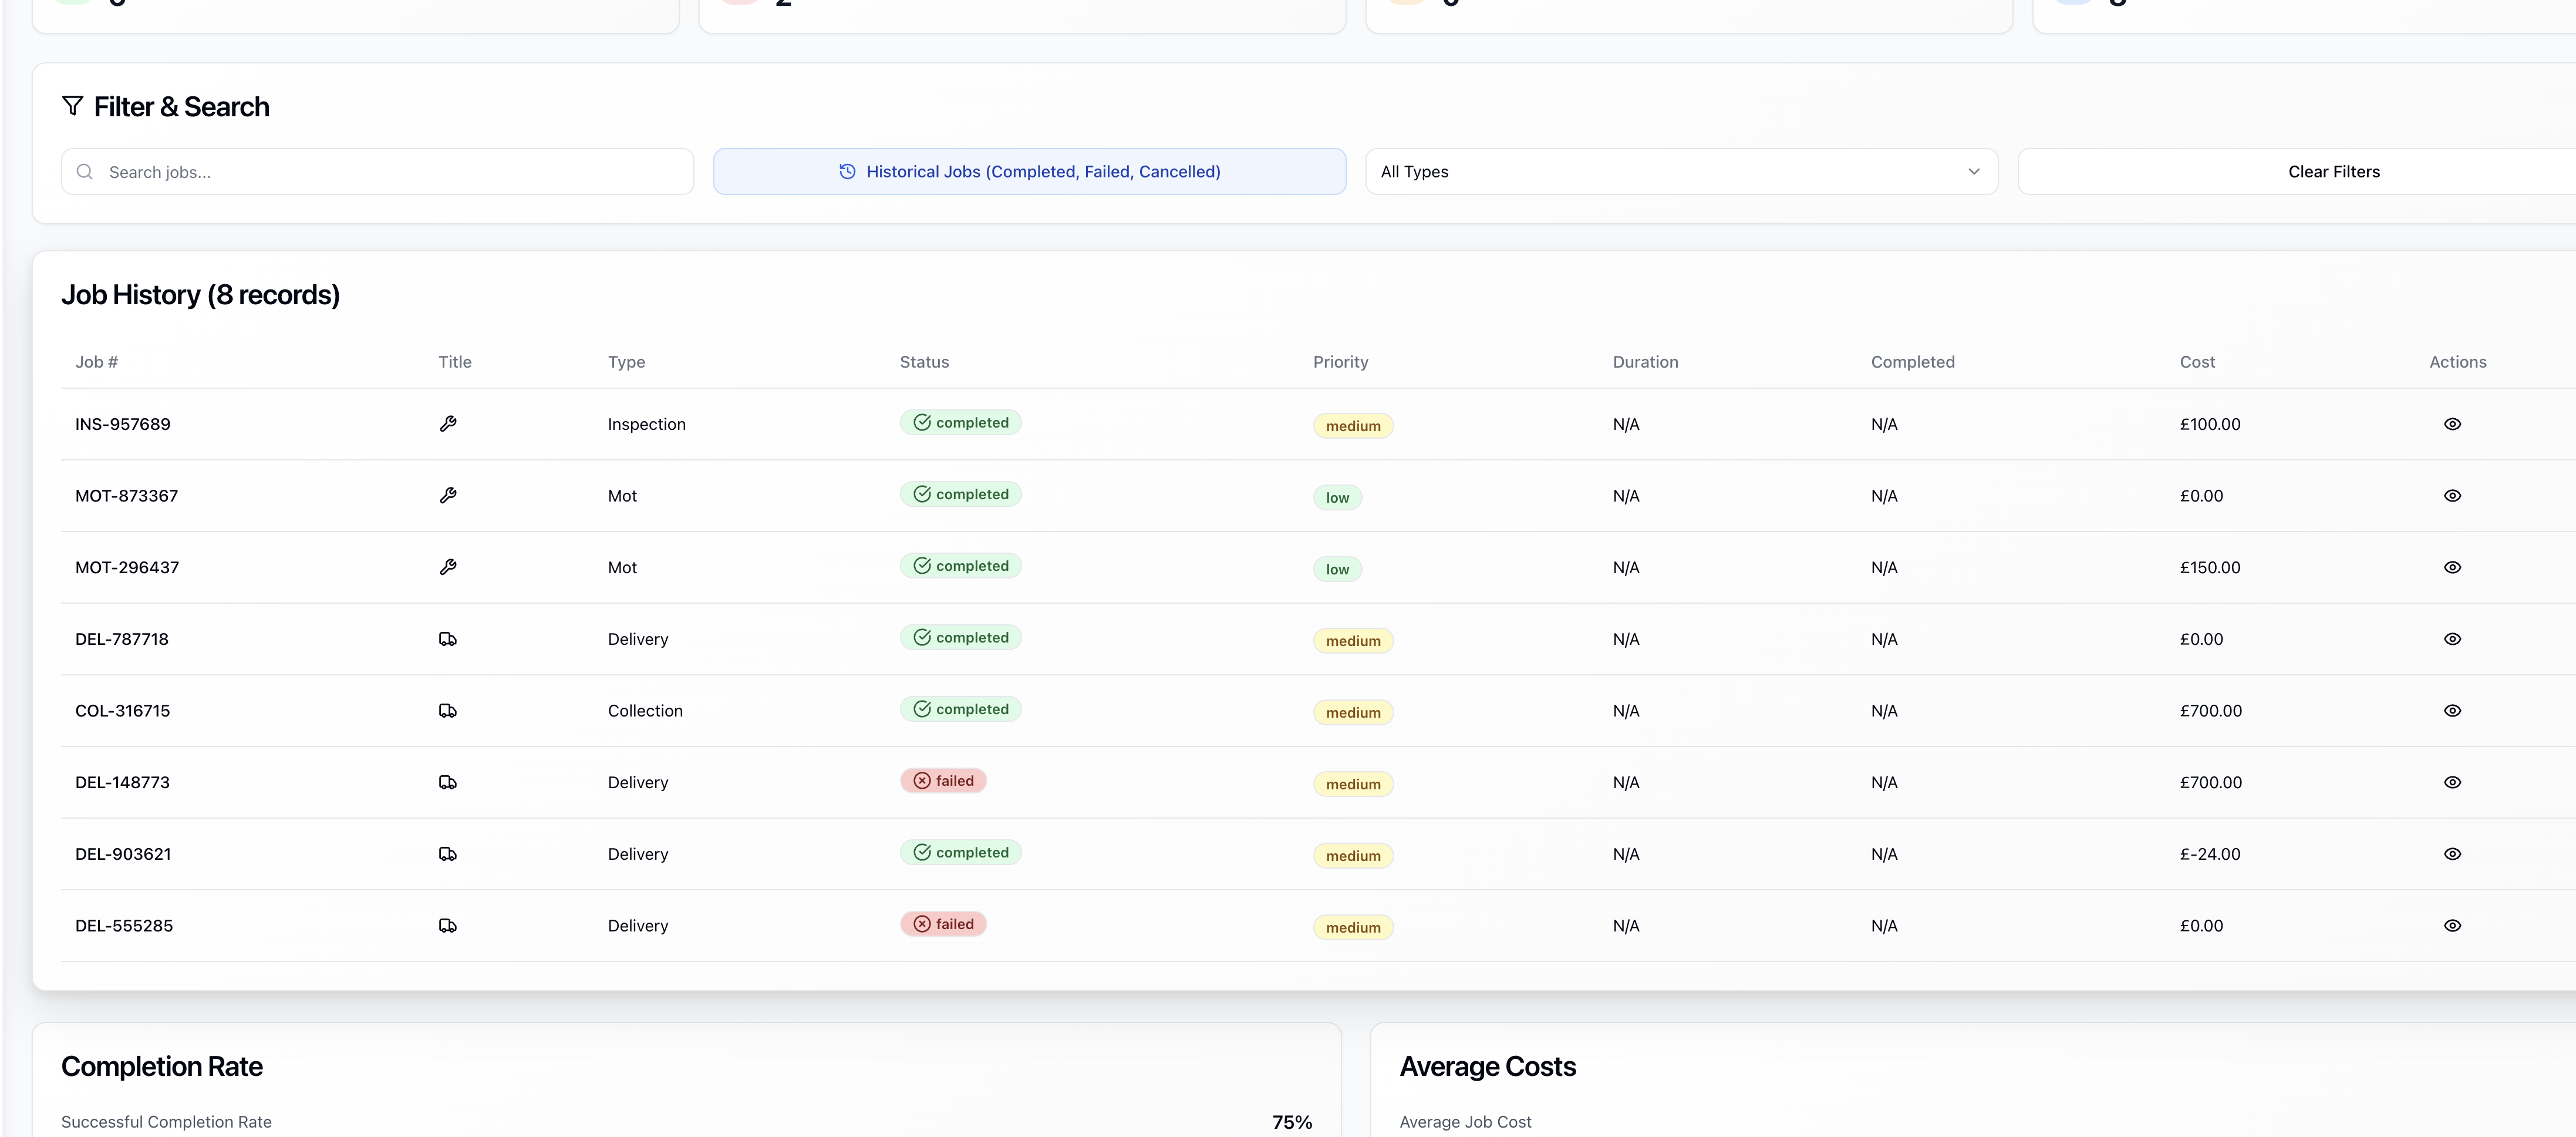 Filter & Search
Search jobs...
Historical Jobs (Completed, Failed, Cancelled)
All Types
Clear Filters
Job History (8 records)
Job # Title Type Status Priority Duration Completed Cost Actions
INS-957689 Inspection completed medium N/A N/A £100.00
MOT-873367 Mot completed low N/A N/A £0.00
MOT-296437 Mot completed low N/A N/A £150.00
DEL-787718 Delivery completed medium N/A N/A £0.00
COL-316715 Collection completed medium N/A N/A £700.00
DEL-148773 Delivery failed medium N/A N/A £700.00
DEL-903621 Delivery completed medium N/A N/A £-24.00
DEL-555285 Delivery failed medium N/A N/A £0.00
Completion Rate
Successful Completion Rate 75%
Average Costs
Average Job Cost